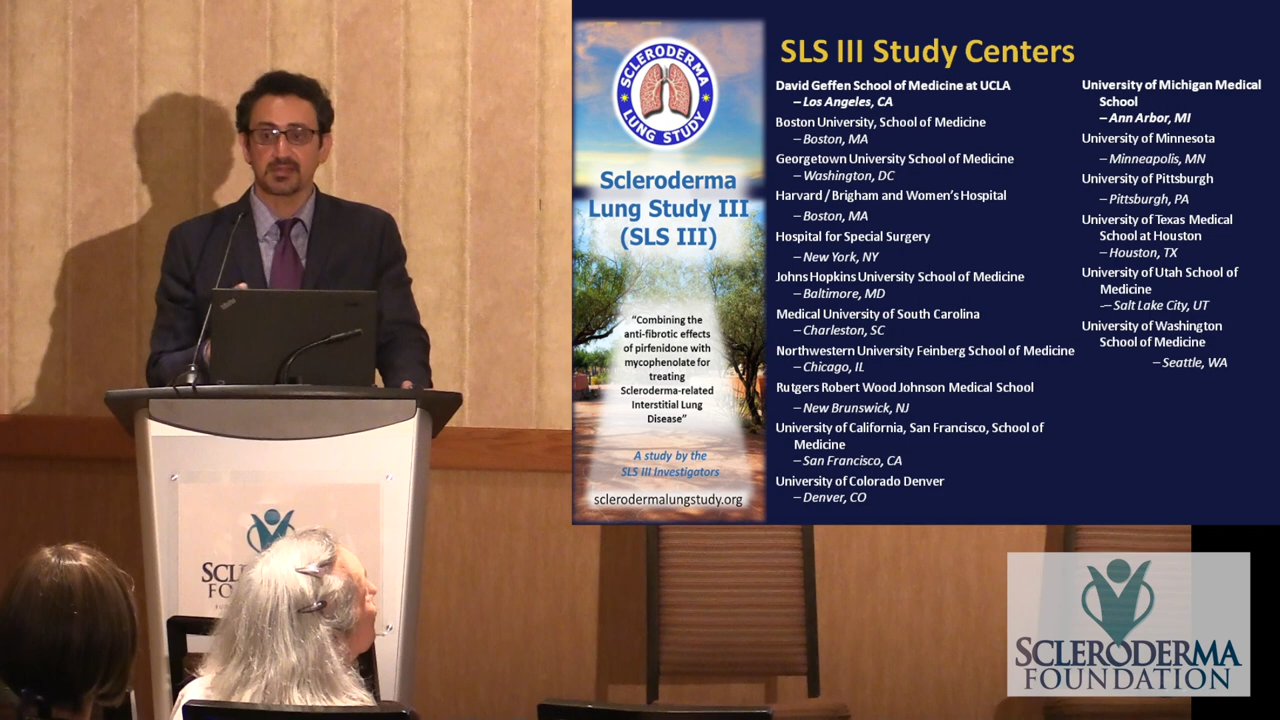 SCLERODERMA
LUNG STUDY
Scleroderma
Lung Study III
(SLS III)
“Combining the
anti-fibrotic effects
of pirfenidone with
mycophenolate for
treating
Scleroderma-related
Interstitial Lung
Disease”
A study by the
SLS III Investigators
sclerodermalungstudy.org
SLS III Study Centers
David Geffen School of Medicine at UCLA
– Los Angeles, CA
Boston University, School of Medicine
– Boston, MA
Georgetown University School of Medicine
– Washington, DC
Harvard / Brigham and Women’s Hospital
– Boston, MA
Hospital for Special Surgery
– New York, NY
Johns Hopkins University School of Medicine
– Baltimore, MD
Medical University of South Carolina
– Charleston, SC
Northwestern University Feinberg School of Medicine
– Chicago, IL
Rutgers Robert Wood Johnson Medical School
– New Brunswick, NJ
University of California, San Francisco, School of
Medicine
– San Francisco, CA
University of Colorado Denver
– Denver, CO
University of Michigan Medical
School
– Ann Arbor, MI
University of Minnesota
– Minneapolis, MN
University of Pittsburgh
– Pittsburgh, PA
University of Texas Medical
School at Houston
– Houston, TX
University of Utah School of
Medicine
-– Salt Lake City, UT
University of Washington
School of Medicine
– Seattle, WA
SCLERODERMA
FOUNDATION